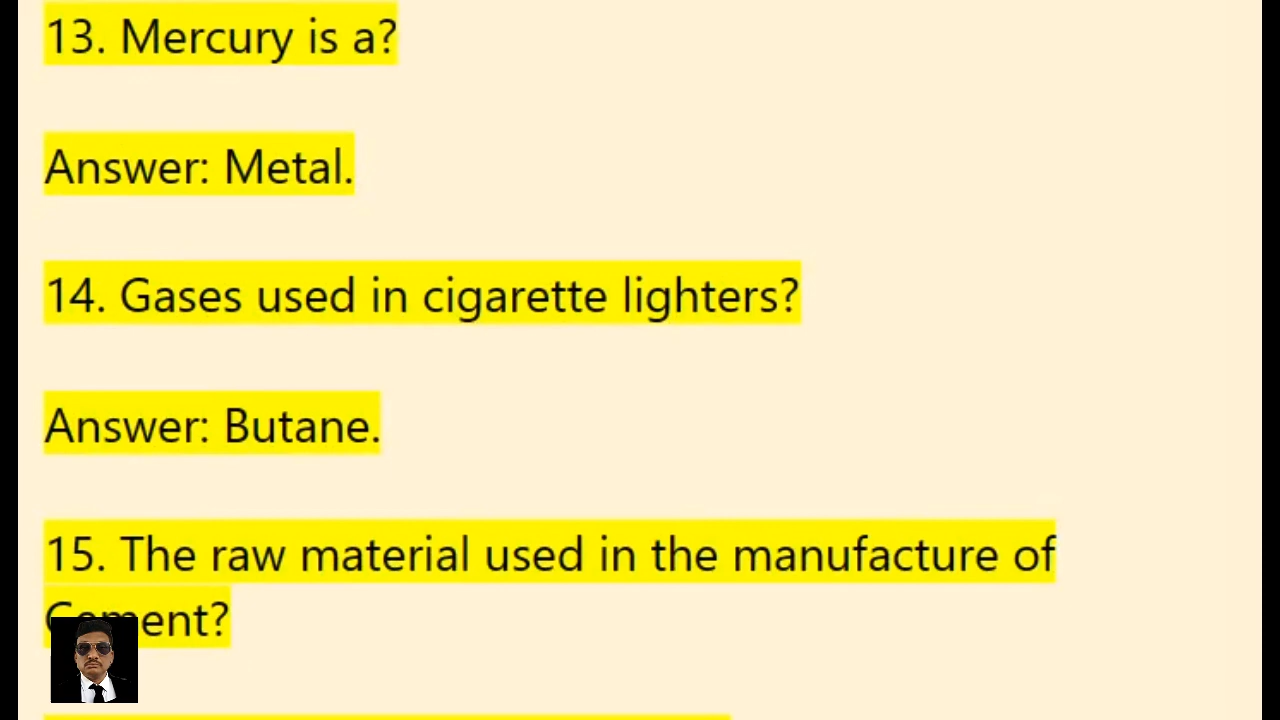 13. Mercury is a?
Answer: Metal.
14. Gases used in cigarette lighters?
Answer: Butane.
15. The raw material used in the manufacture of
Cement?